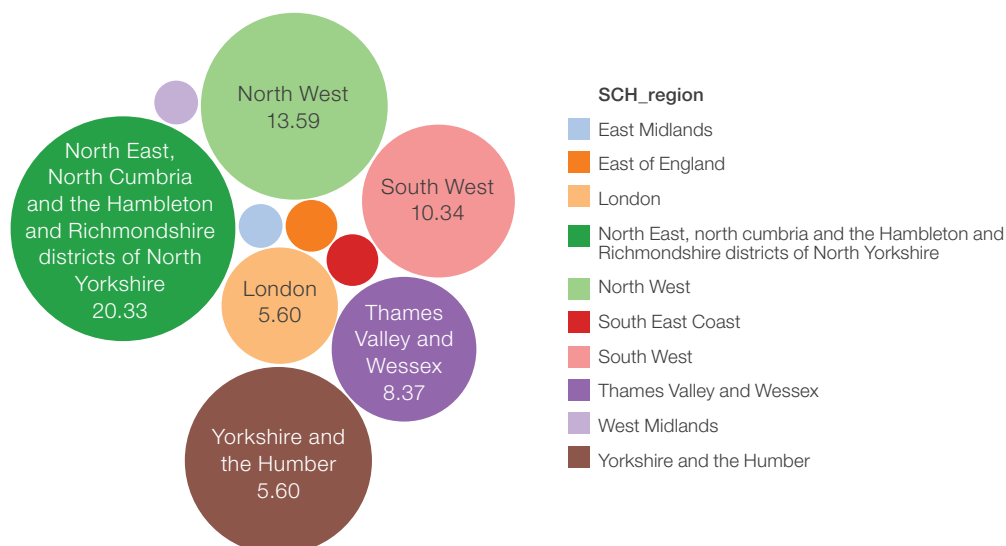 North West
13.59
North East,
North Cumbria
and the Hambleton
and Richmondshire
districts of North
Yorkshire
20.33
South West
10.34
London
5.60
Thames
Valley and
Wessex
8.37
Yorkshire and
the Humber
5.60
SCH_region
East Midlands
East of England
London
North East, north cumbria and the Hambleton and
Richmondshire districts of North Yorkshire
North West
South East Coast
South West
Thames Valley and Wessex
West Midlands
Yorkshire and the Humber